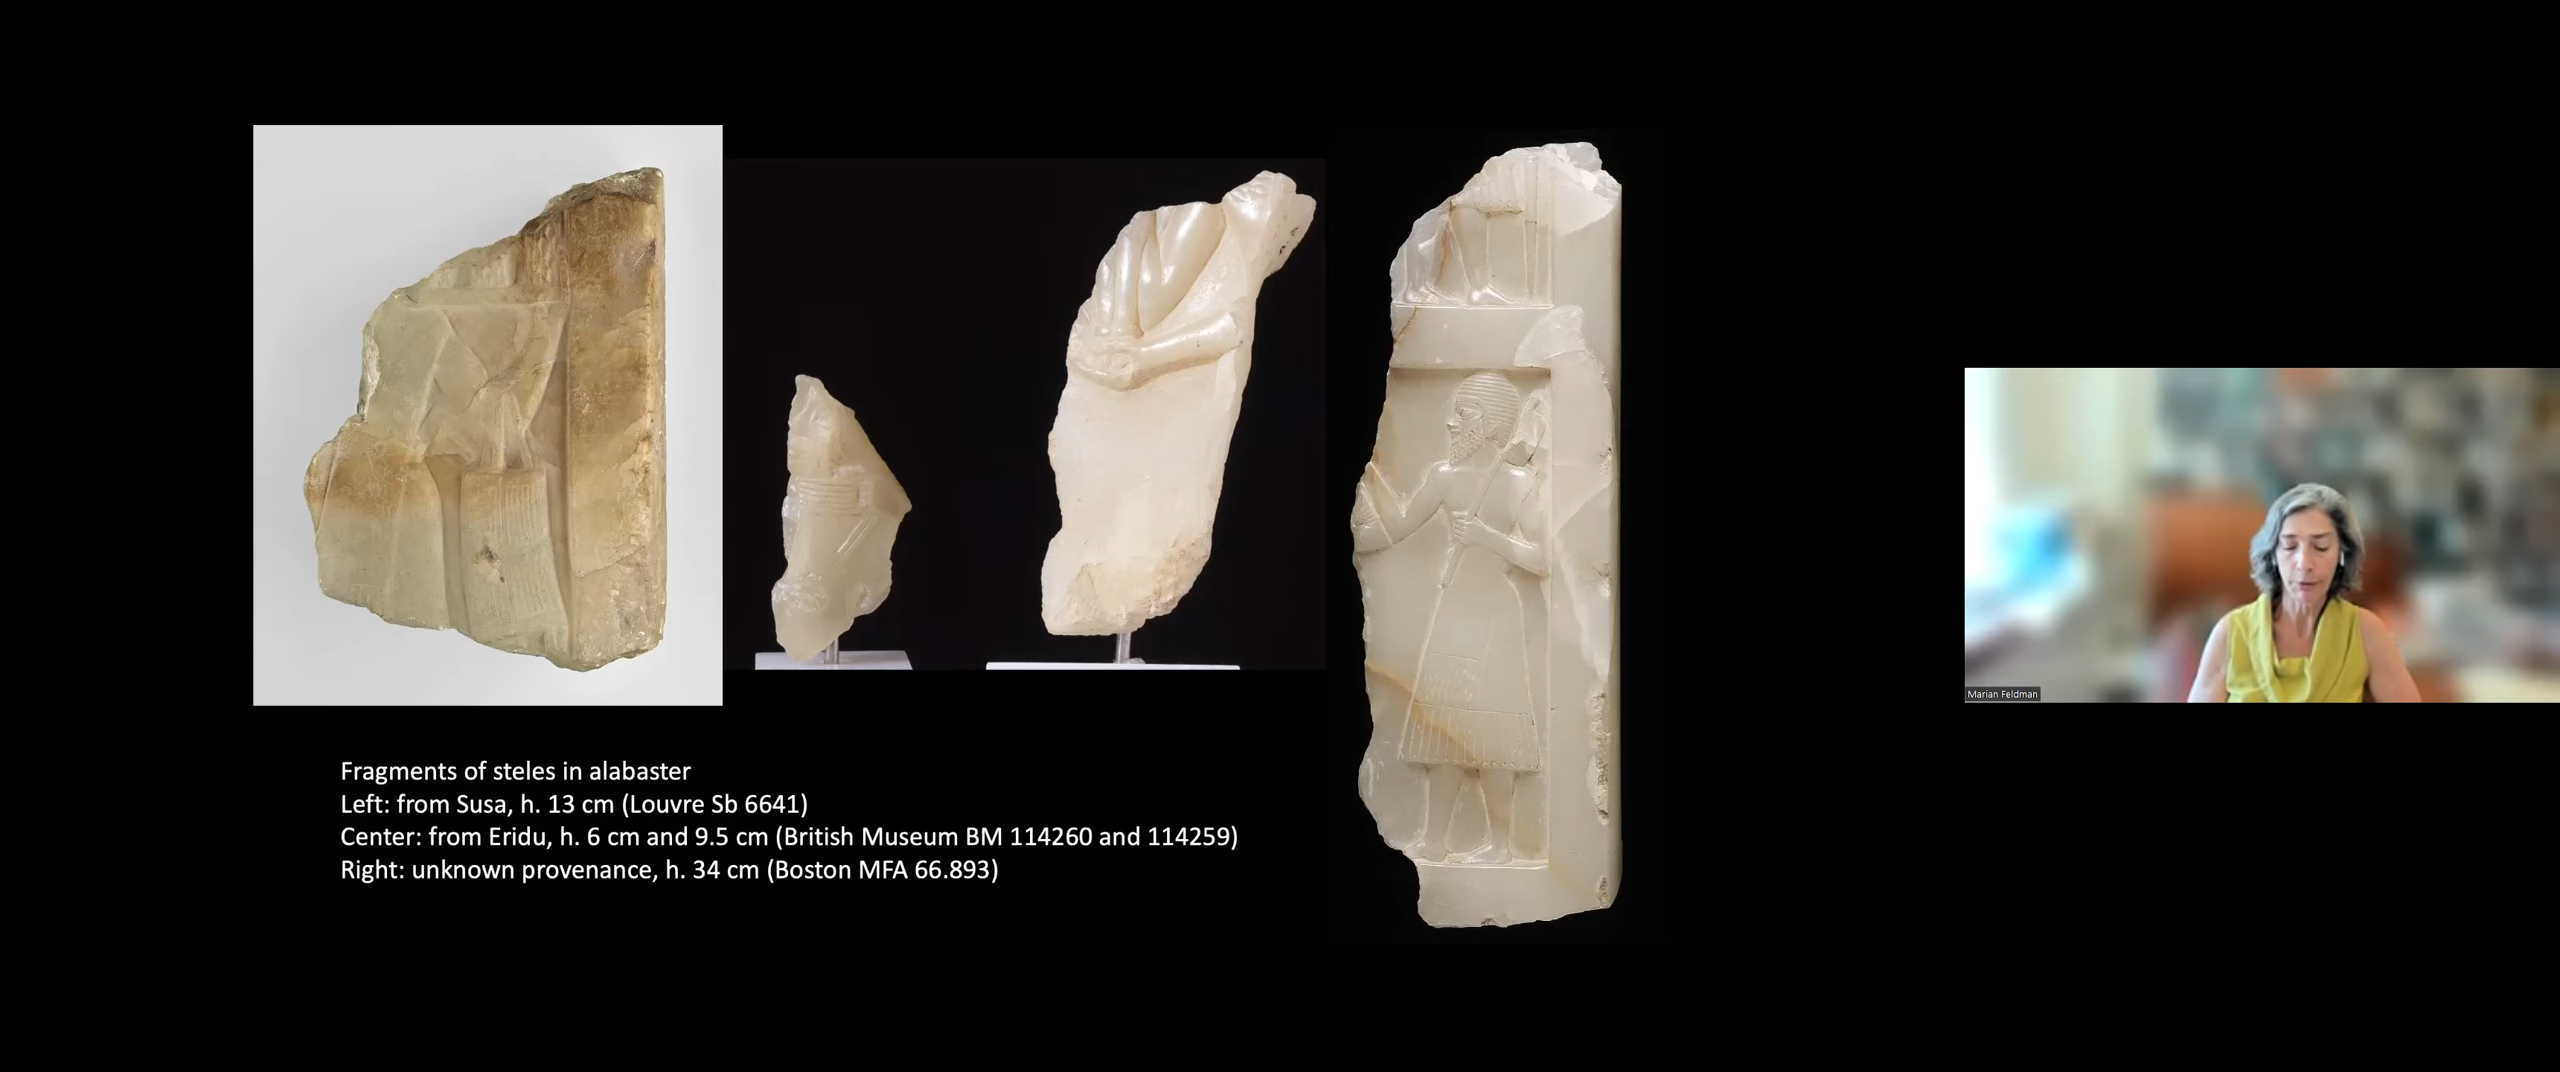 Fragments of steles in alabaster
Left: from Susa, h. 13 cm (Louvre Sb 6641)
Center: from Eridu, h. 6 cm and 9.5 cm (British Museum BM 114260 and 114259)
Right: unknown provenance, h. 34 cm (Boston MFA 66.893)
Marian Feldman